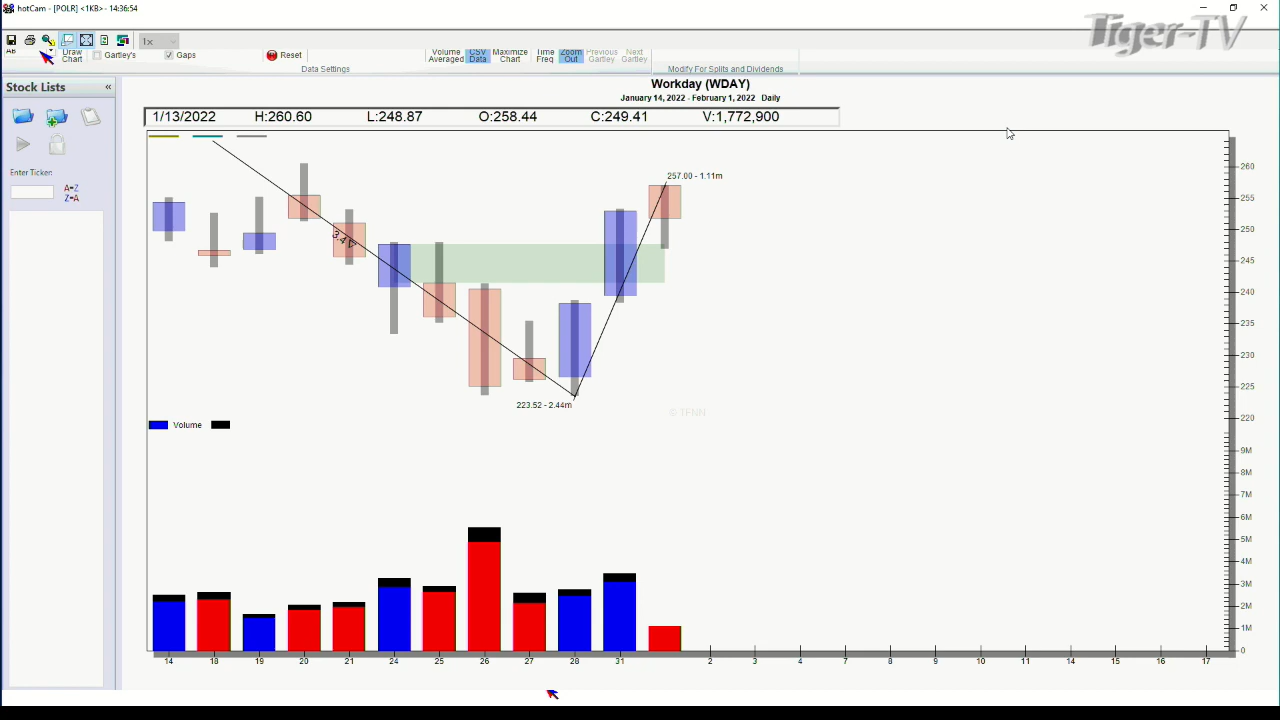 hotCam - [POLR] <1KB> - 14:36:54
Tiger-TV
1x
AB
Draw Chart
Gartley's
Gaps
Reset
Volume Averaged
CSV Data
Maximize Chart
Time Freq
Zoom Out
Previous Gartley
Next Gartley
Data Settings
Modify For Splits and Dividends
Stock Lists
«
Workday (WDAY)
January 14, 2022 - February 1, 2022 Daily
1/13/2022 H:260.60 L:248.87 O:258.44 C:249.41 V:1,772,900
Enter Ticker:
A=Z
Z=A
257.00 - 1.11m
3.4
223.52 - 2.44m
© TFNN
Volume
260
255
250
245
240
235
230
225
220
9M
8M
7M
6M
5M
4M
3M
2M
1M
0
14 18 19 20 21 24 25 26 27 28 31 2 3 4 7 8 9 10 11 14 15 16 17